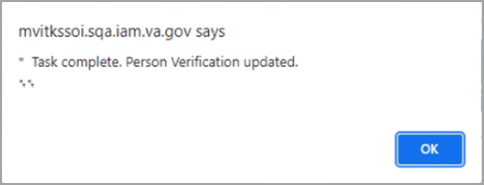 mvitkssoi.sqa.iam.va.gov says
* Task complete. Person Verification updated.
OK